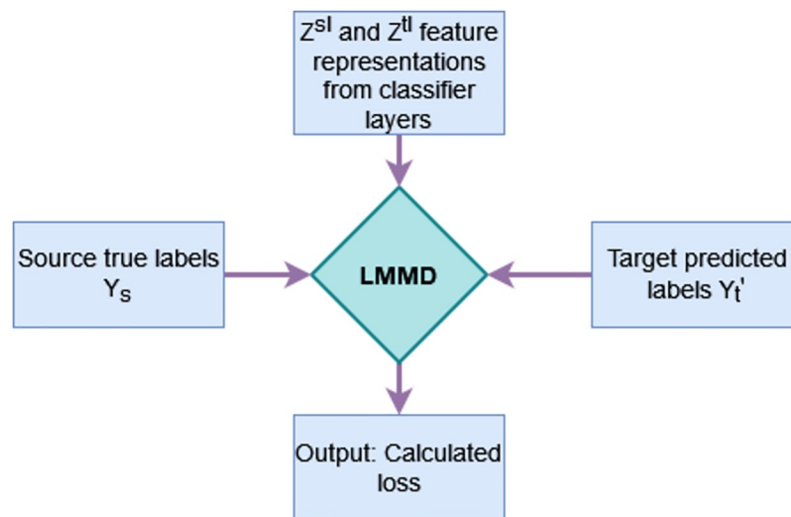 Z^sl and Z^tl feature
representations
from classifier
layers
Source true labels
Y_s
LMMD
Target predicted
labels Y_t'
Output: Calculated
loss